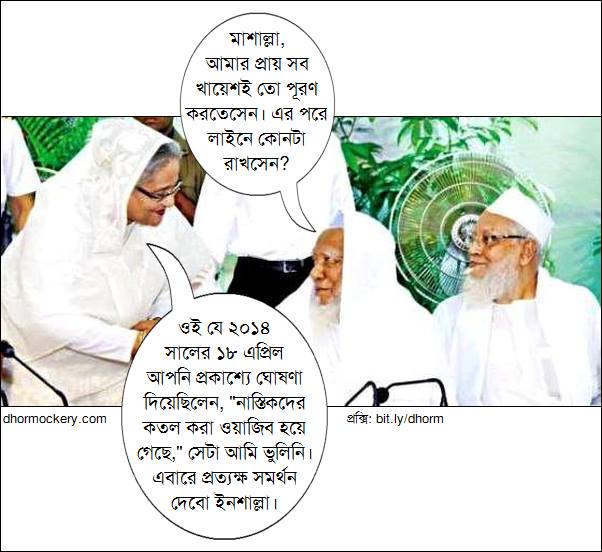 মাশাল্লা,
আমার প্রায় সব
খায়েশই তো পূরণ
করতেসেন। এর পরে
লাইনে কোনটা
রাখসেন?
ওই যে ২০১৪
সালের ১৮ এপ্রিল
আপনি প্রকাশ্যে ঘোষণা
দিয়েছিলেন, "নাস্তিকদের
কতল করা ওয়াজিব হয়ে
গেছে," সেটা আমি ভুলিনি।
এবারে প্রত্যক্ষ সমর্থন
দেবো ইনশাল্লা।
dhormockery.com
প্রক্সি: bit.ly/dhorm